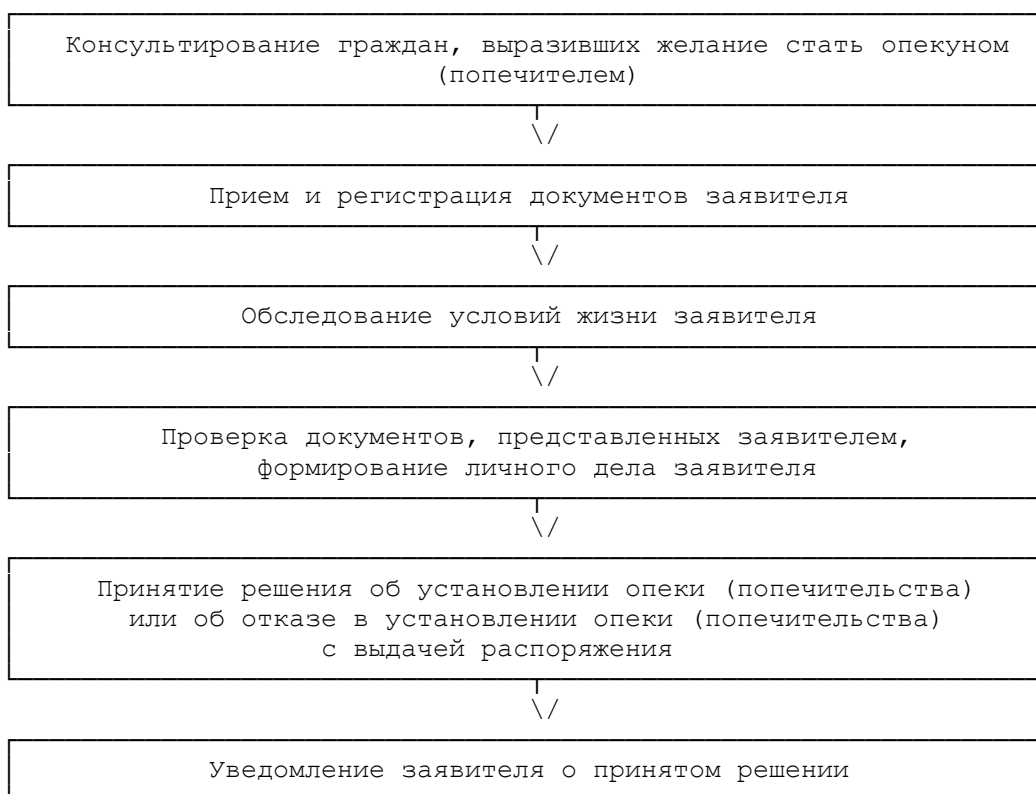 Консультирование граждан, выразивших желание стать опекуном
(попечителем)
Прием и регистрация документов заявителя
Обследование условий жизни заявителя
Проверка документов, представленных заявителем,
формирование личного дела заявителя
Принятие решения об установлении опеки (попечительства)
или об отказе в установлении опеки (попечительства)
с выдачей распоряжения
Уведомление заявителя о принятом решении